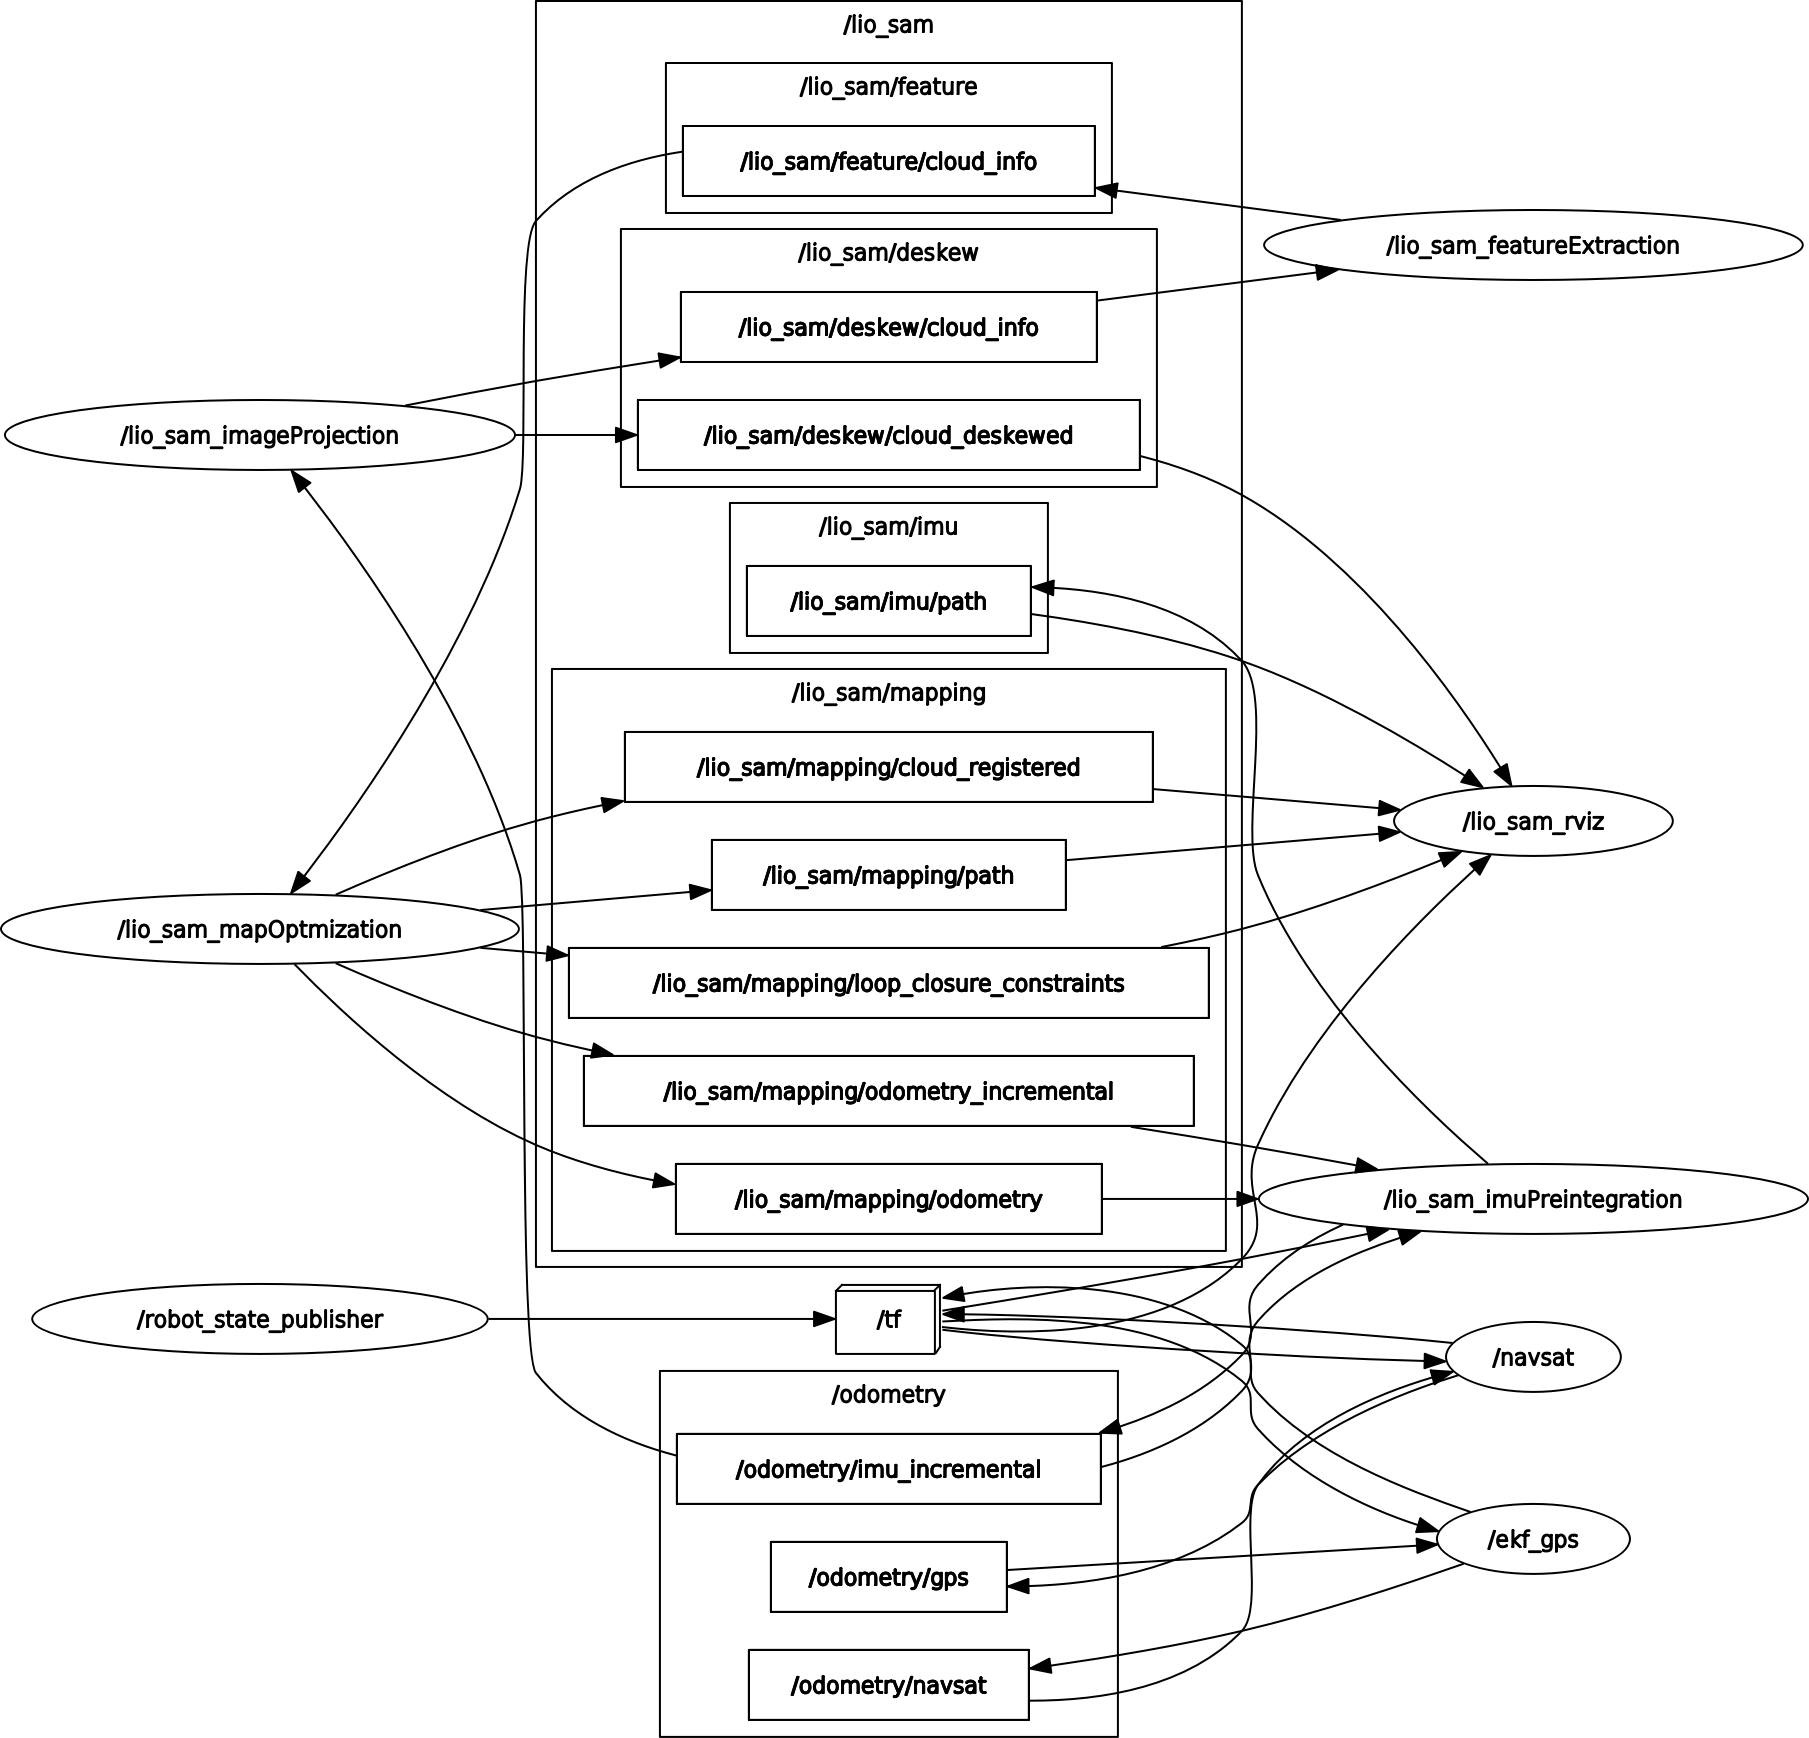 /lio_sam
/lio_sam/feature
/lio_sam/feature/cloud_info
/lio_sam_featureExtraction
/lio_sam/deskew
/lio_sam/deskew/cloud_info
/lio_sam_imageProjection
/lio_sam/deskew/cloud_deskewed
/lio_sam/imu
/lio_sam/imu/path
/lio_sam/mapping
/lio_sam/mapping/cloud_registered
/lio_sam_rviz
/lio_sam/mapping/path
/lio_sam_mapOptmization
/lio_sam/mapping/loop_closure_constraints
/lio_sam/mapping/odometry_incremental
/lio_sam/mapping/odometry
/lio_sam_imuPreintegration
/robot_state_publisher
/tf
/navsat
/odometry
/odometry/imu_incremental
/ekf_gps
/odometry/gps
/odometry/navsat